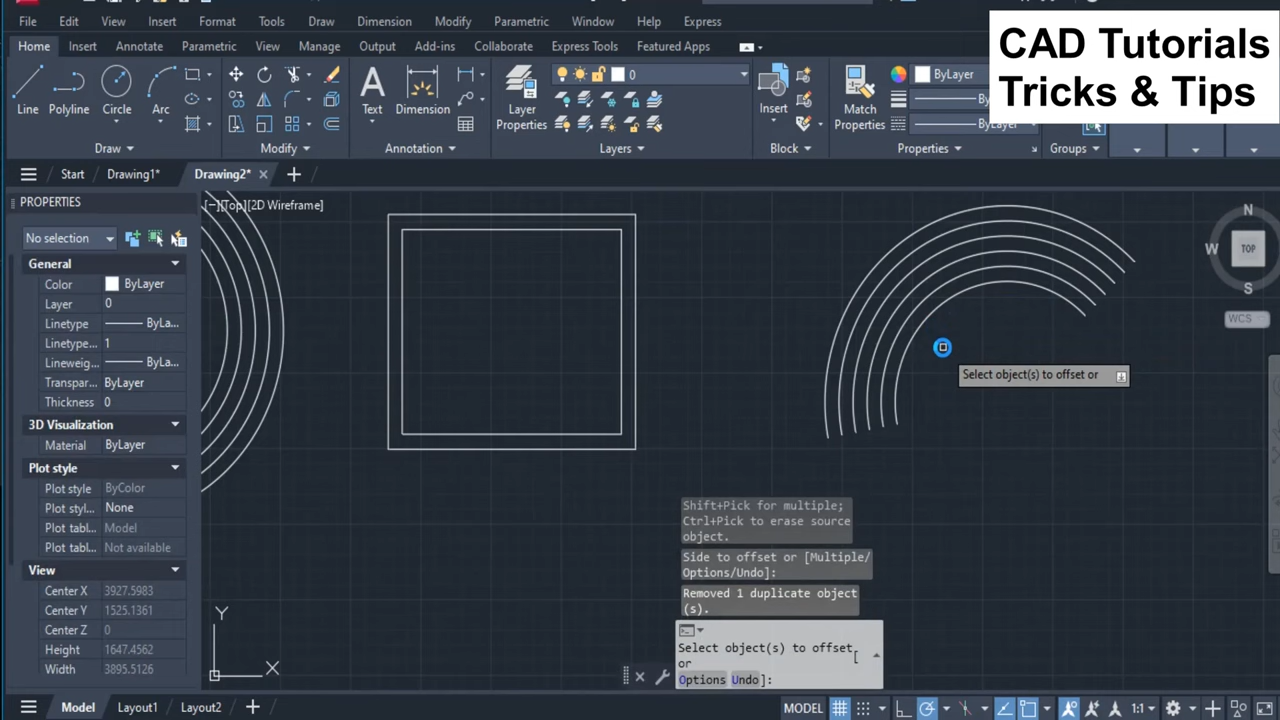 File Edit View Insert Format Tools Draw Dimension Modify Parametric Window Help Express
CAD Tutorials
Tricks & Tips
Home Insert Annotate Parametric View Manage Output Add-ins Collaborate Express Tools Featured Apps
0 ByLayer
Line Polyline Circle Arc Text Dimension Layer Properties Insert Match Properties ByLayer
Draw Modify Annotation Layers Block Properties Groups
Start Drawing1* Drawing2*
PROPERTIES
[−][Top][2D Wireframe]
No selection
General
Color ByLayer
Layer 0
Linetype ByLa...
Linetype... 1
Lineweig... ByLa...
Transpar... ByLayer
Thickness 0
3D Visualization
Material ByLayer
Plot style
Plot style ByColor
Plot styl... None
Plot tabl... Model
Plot tabl... Not available
View
Center X 3927.5983
Center Y 1525.1361
Center Z 0
Height 1647.4562
Width 3895.5126
N
W TOP
S
WCS
Select object(s) to offset or
Shift+Pick for multiple;
Ctrl+Pick to erase source
object.
Side to offset or [Multiple/
Options/Undo]:
Removed 1 duplicate object
(s).
Select object(s) to offset
or [
Options Undo]:
Y
X
Model Layout1 Layout2
MODEL 1:1